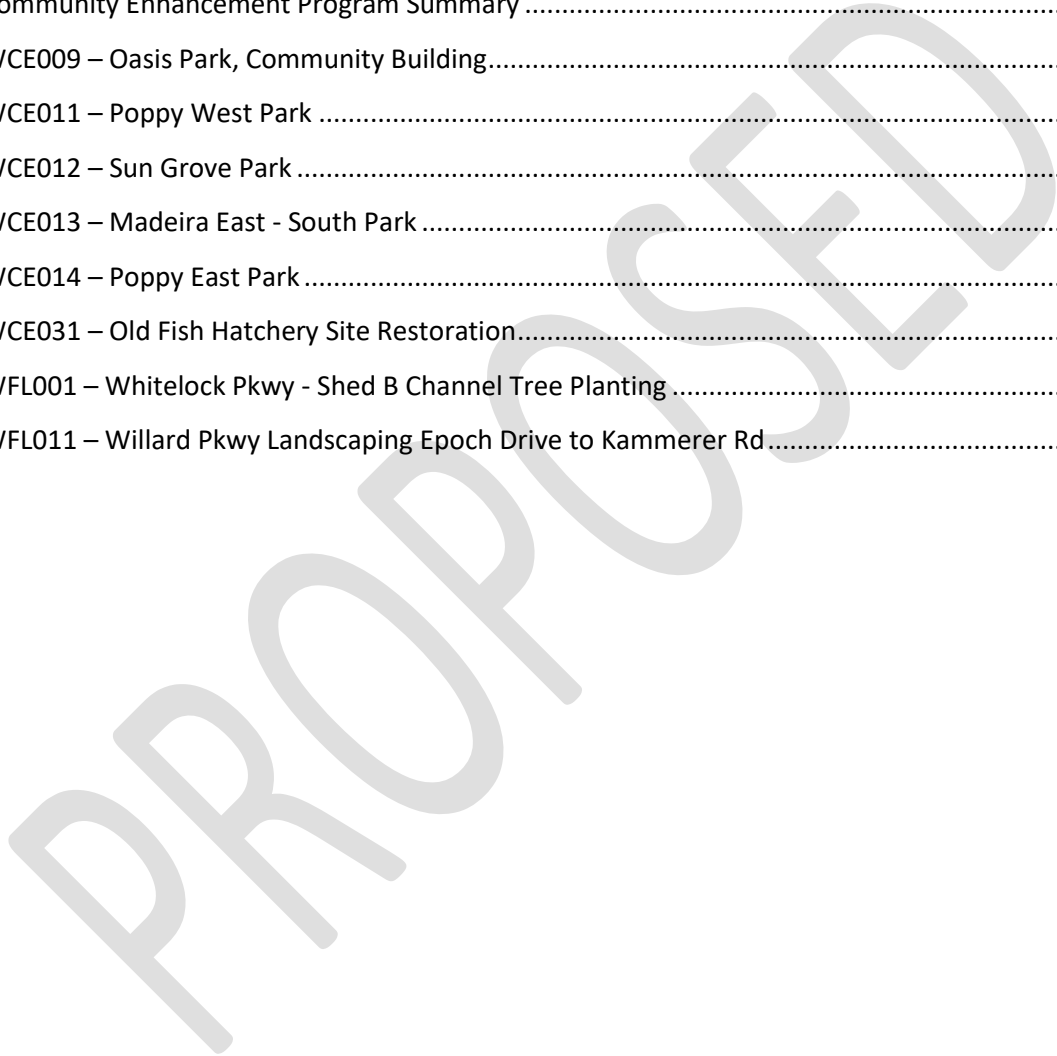 ommunity Enhancement Program Summary ................................................................
/CE009 – Oasis Park, Community Building................................................................
/CE011 – Poppy West Park ................................................................
/CE012 – Sun Grove Park ................................................................
/CE013 – Madeira East - South Park ................................................................
/CE014 – Poppy East Park ................................................................
/CE031 – Old Fish Hatchery Site Restoration................................................................
/FL001 – Whitelock Pkwy - Shed B Channel Tree Planting ................................................................
/FL011 – Willard Pkwy Landscaping Epoch Drive to Kammerer Rd................................................................
PROPOSED